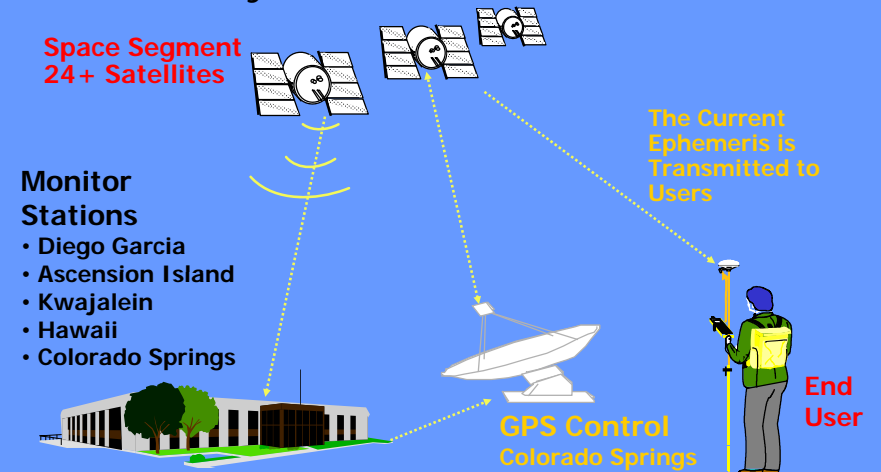 Space Segment
24+ Satellites
The Current
Ephemeris is
Transmitted to
Users
Monitor
Stations
• Diego Garcia
• Ascension Island
• Kwajalein
• Hawaii
• Colorado Springs
End
User
GPS Control
Colorado Springs